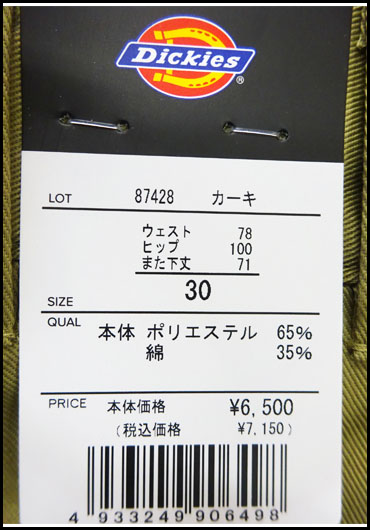 Dickies
®
LOT 87428 カーキ
ウェスト 78
ヒップ 100
また下丈 71
SIZE 30
QUAL 本体 ポリエステル 65%
綿 35%
PRICE 本体価格 ¥6,500
(税込価格 ¥7,150)
4 933249 906498